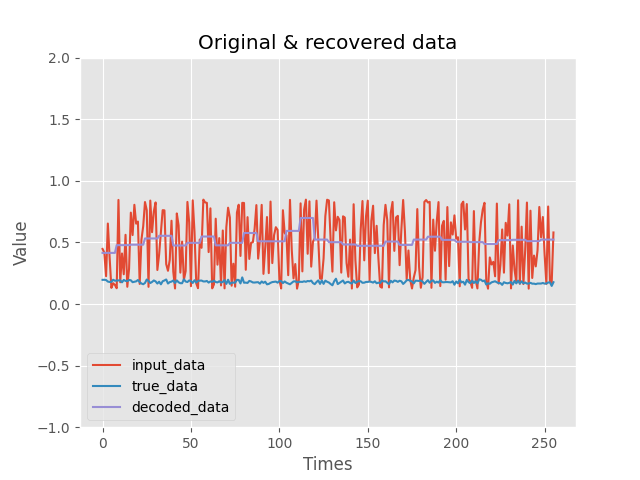 Original & recovered data
2.0
1.5
1.0
0.5
0.0
−0.5
−1.0
Value
input_data
true_data
decoded_data
0 50 100 150 200 250
Times